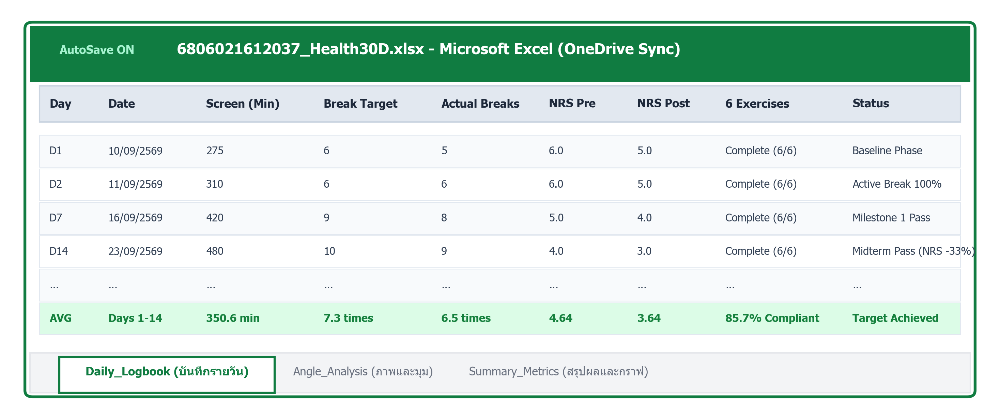 AutoSave ON 6806021612037_Health30D.xlsx - Microsoft Excel (OneDrive Sync)
Day Date Screen (Min) Break Target Actual Breaks NRS Pre NRS Post 6 Exercises Status
D1 10/09/2569 275 6 5 6.0 5.0 Complete (6/6) Baseline Phase
D2 11/09/2569 310 6 6 6.0 5.0 Complete (6/6) Active Break 100%
D7 16/09/2569 420 9 8 5.0 4.0 Complete (6/6) Milestone 1 Pass
D14 23/09/2569 480 10 9 4.0 3.0 Complete (6/6) Midterm Pass (NRS -33%)
... ... ... ... ... ... ... ... ...
AVG Days 1-14 350.6 min 7.3 times 6.5 times 4.64 3.64 85.7% Compliant Target Achieved
Daily_Logbook (บันทึกรายวัน) Angle_Analysis (ภาพและมุม) Summary_Metrics (สรุปผลและกราฟ)